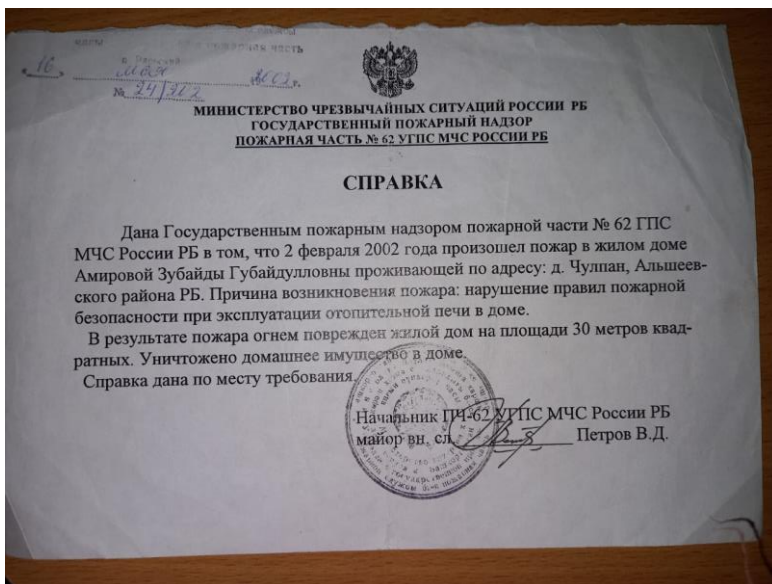 пожарная часть
„16„ мая 2002г.
№ 24/202
МИНИСТЕРСТВО ЧРЕЗВЫЧАЙНЫХ СИТУАЦИЙ РОССИИ РБ
ГОСУДАРСТВЕННЫЙ ПОЖАРНЫЙ НАДЗОР
ПОЖАРНАЯ ЧАСТЬ № 62 УГПС МЧС РОССИИ РБ
СПРАВКА
Дана Государственным пожарным надзором пожарной части № 62 ГПС
МЧС России РБ в том, что 2 февраля 2002 года произошел пожар в жилом доме
Амировой Зубайды Губайдулловны проживающей по адресу: д. Чулпан, Альшеев-
ского района РБ. Причина возникновения пожара: нарушение правил пожарной
безопасности при эксплуатации отопительной печи в доме.
В результате пожара огнем поврежден жилой дом на площади 30 метров квад-
ратных. Уничтожено домашнее имущество в доме.
Справка дана по месту требования.
Начальник ПЧ-62 УГПС МЧС России РБ
майор вн. сл. Петров В.Д.